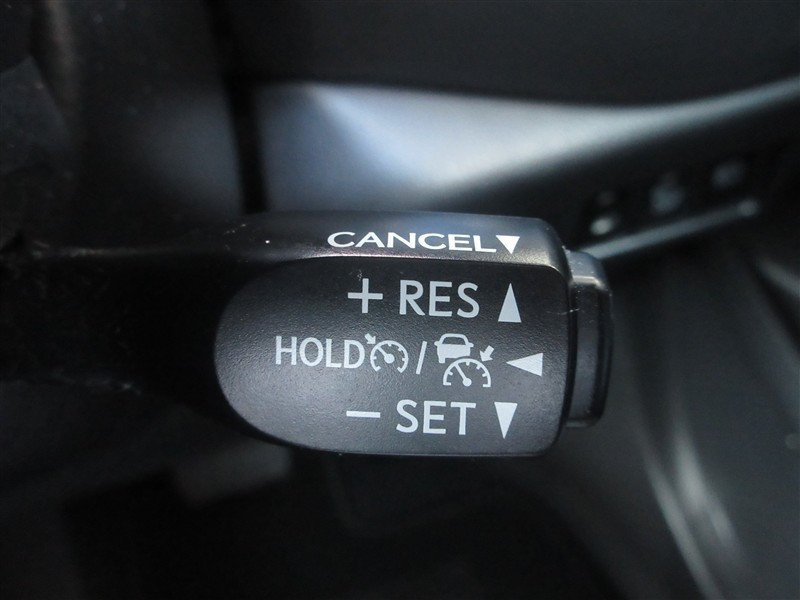 CANCEL▼
+ RES ▲
HOLD / ◀
− SET ▼